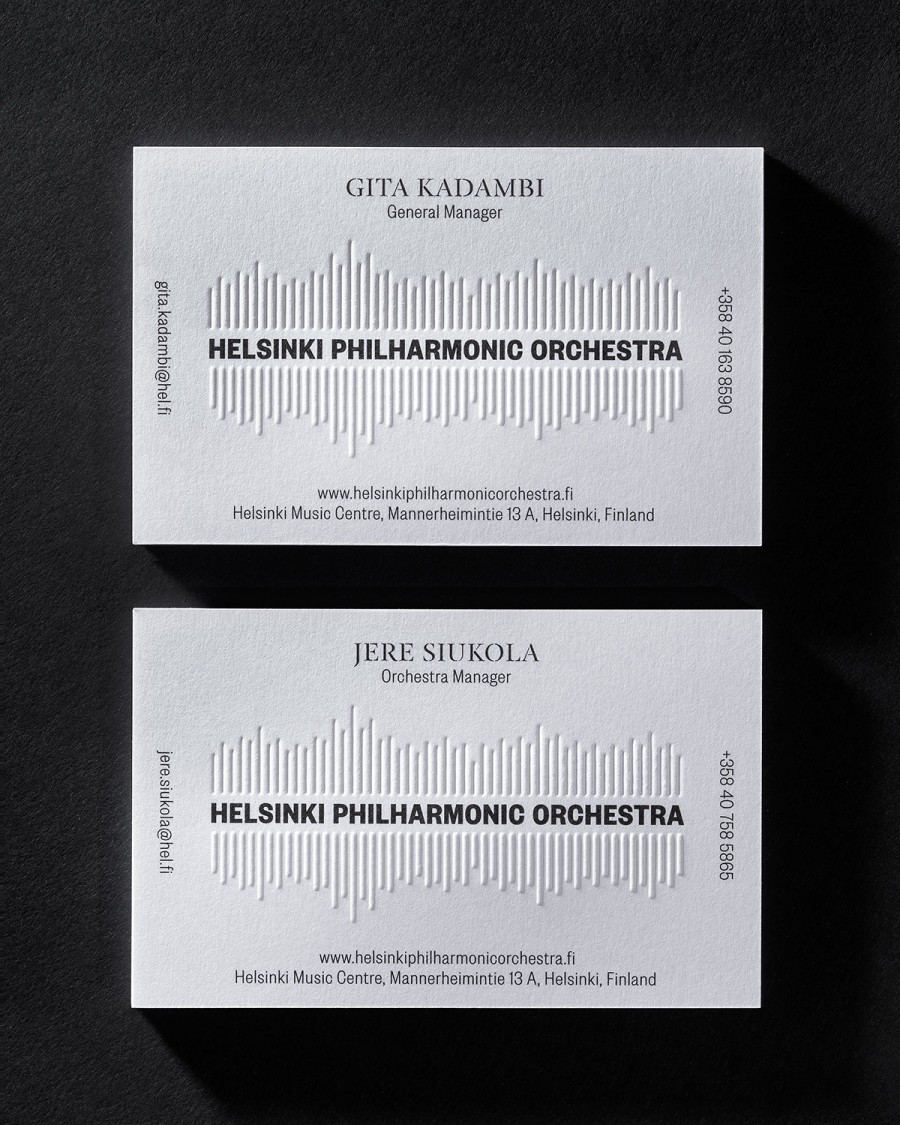 GITA KADAMBI
General Manager
gita.kadambi@hel.fi
HELSINKI PHILHARMONIC ORCHESTRA
+358 40 163 8590
www.helsinkiphilharmonicorchestra.fi
Helsinki Music Centre, Mannerheimintie 13 A, Helsinki, Finland
JERE SIUKOLA
Orchestra Manager
jere.siukola@hel.fi
HELSINKI PHILHARMONIC ORCHESTRA
+358 40 758 5865
www.helsinkiphilharmonicorchestra.fi
Helsinki Music Centre, Mannerheimintie 13 A, Helsinki, Finland